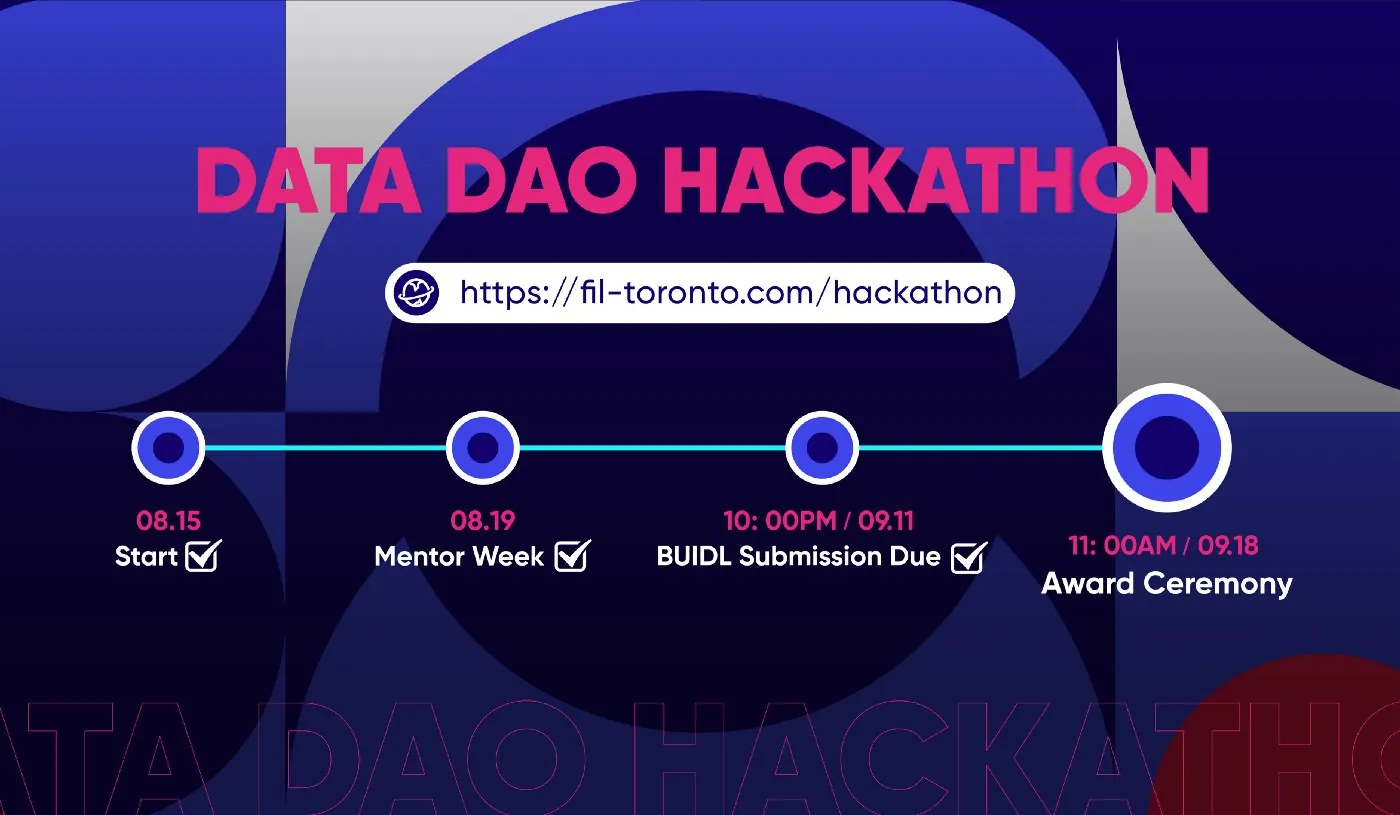 DATA DAO HACKATHON
https://fil-toronto.com/hackathon
08.15
Start
08.19
Mentor Week
10: 00PM / 09.11
BUIDL Submission Due
11: 00AM / 09.18
Award Ceremony
ATA DAO HACKATHO